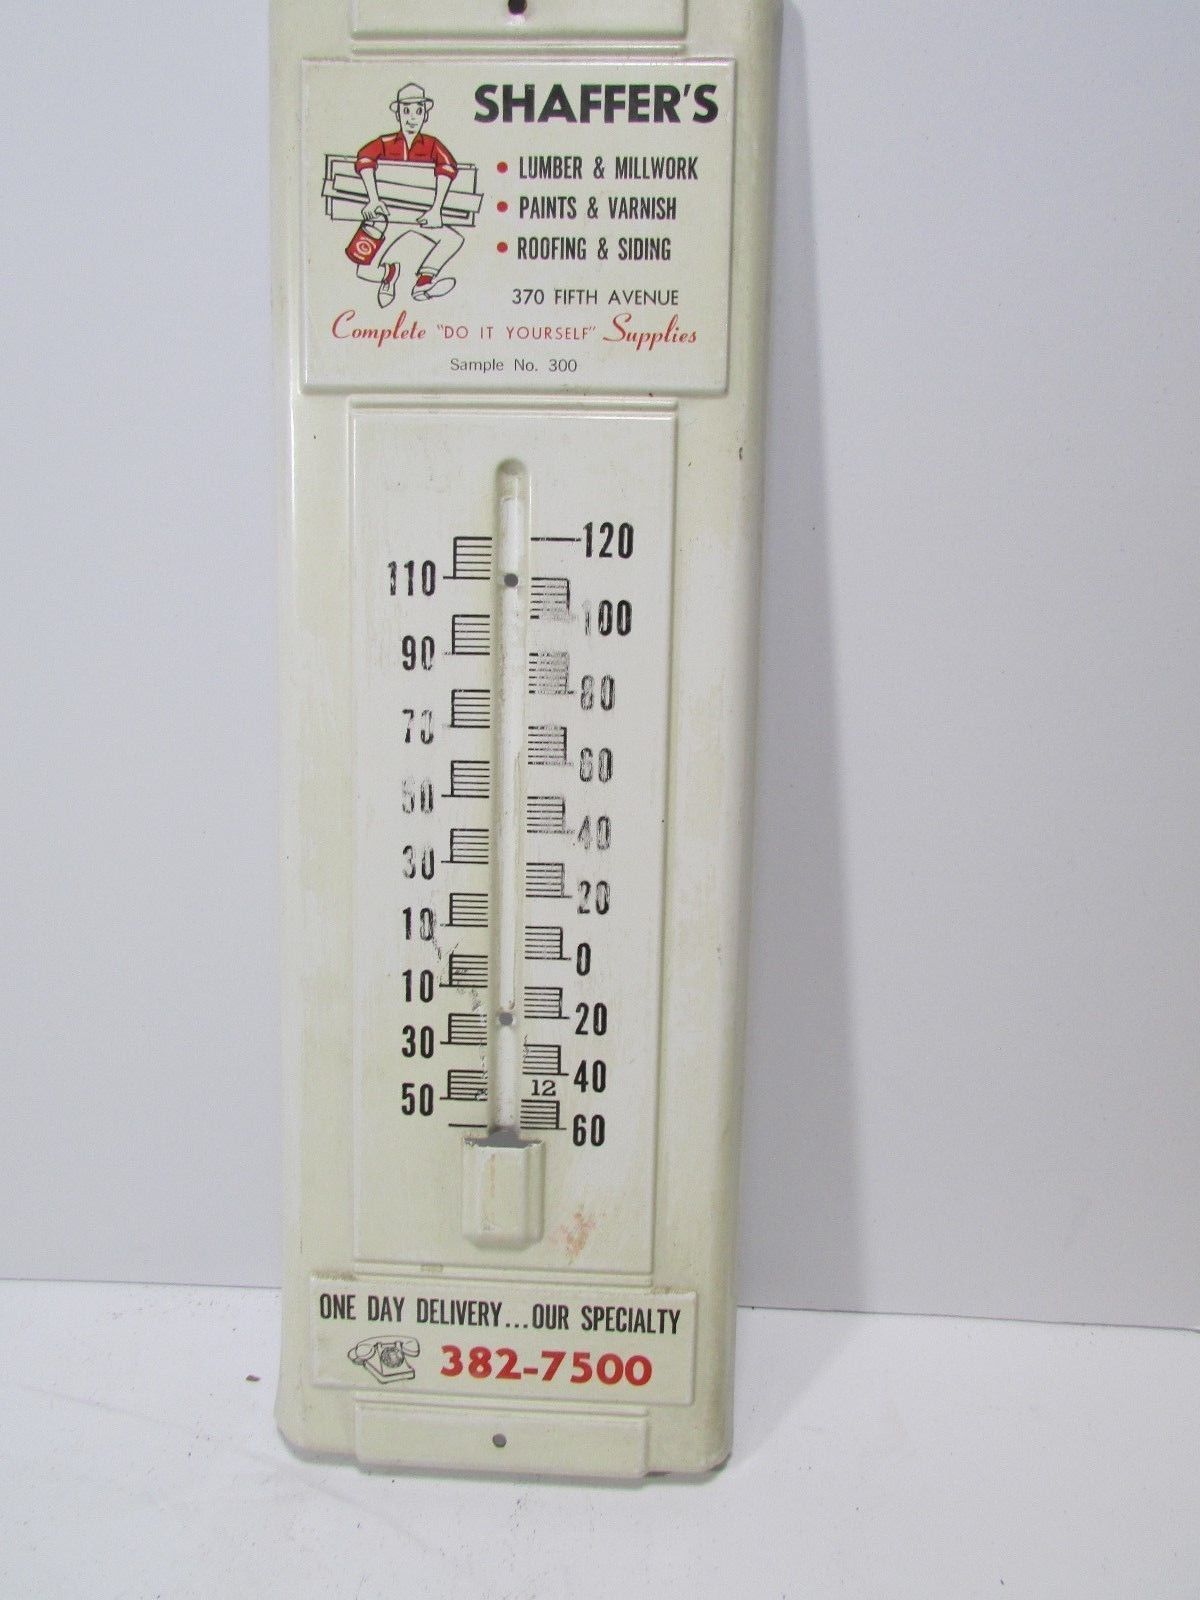 SHAFFER'S
• LUMBER & MILLWORK
• PAINTS & VARNISH
• ROOFING & SIDING
370 FIFTH AVENUE
Complete "DO IT YOURSELF" Supplies
Sample No. 300
120
110
100
90
80
70
60
50
40
30
20
10
0
10
20
30
40
12
50
60
ONE DAY DELIVERY...OUR SPECIALTY
382-7500